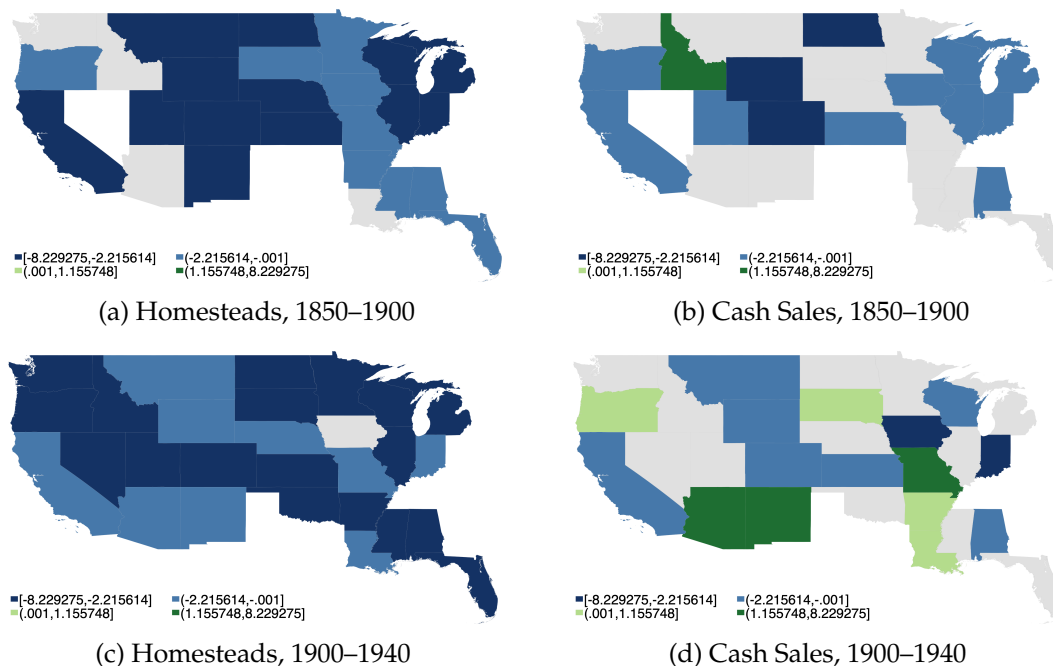 [-8.229275,-2.215614] (-2.215614,-.001]
(.001,1.155748] (1.155748,8.229275]
(a) Homesteads, 1850–1900
[-8.229275,-2.215614] (-2.215614,-.001]
(.001,1.155748] (1.155748,8.229275]
(b) Cash Sales, 1850–1900
[-8.229275,-2.215614] (-2.215614,-.001]
(.001,1.155748] (1.155748,8.229275]
(c) Homesteads, 1900–1940
[-8.229275,-2.215614] (-2.215614,-.001]
(.001,1.155748] (1.155748,8.229275]
(d) Cash Sales, 1900–1940